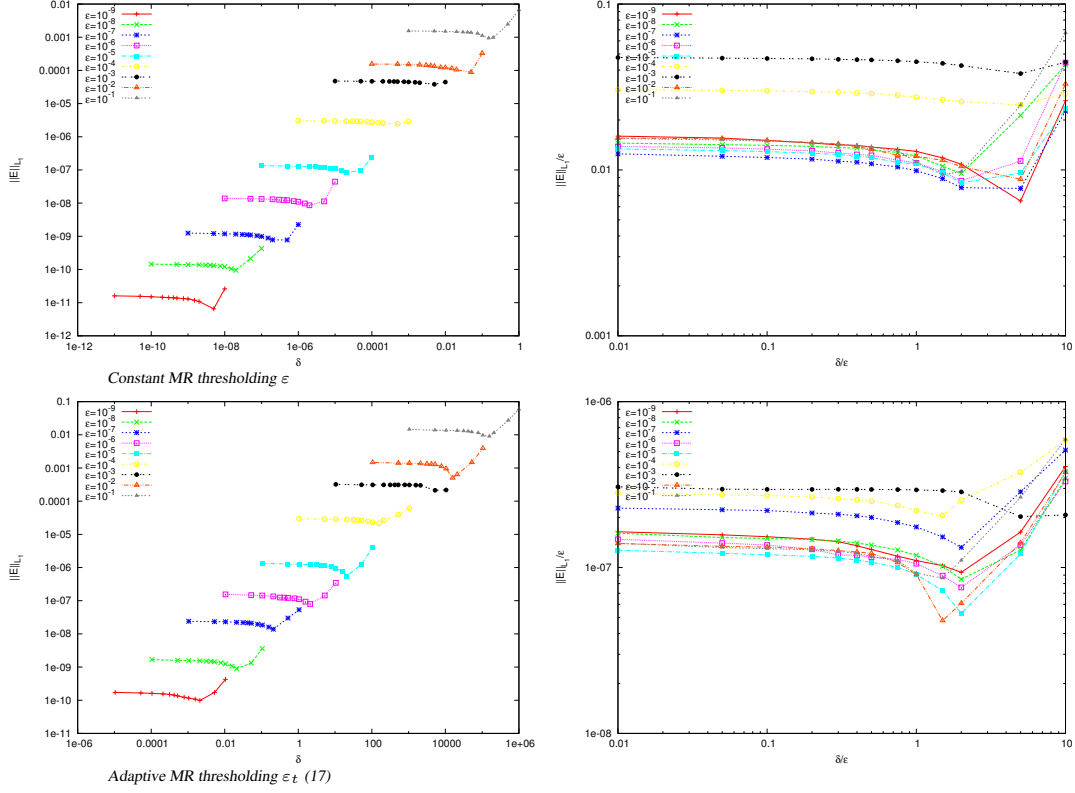 0.01
0.001
0.0001
1e-05
1e-06
1e-07
1e-08
1e-09
1e-10
1e-11
1e-12
||E||L₁
ε=10⁻⁹
ε=10⁻⁸
ε=10⁻⁷
ε=10⁻⁶
ε=10⁻⁵
ε=10⁻⁴
ε=10⁻³
ε=10⁻²
ε=10⁻¹
1e-12 1e-10 1e-08 1e-06 0.0001 0.01 1
δ
Constant MR thresholding ε
0.1
0.01
0.001
||E||L₁/ε
ε=10⁻⁹
ε=10⁻⁸
ε=10⁻⁷
ε=10⁻⁶
ε=10⁻⁵
ε=10⁻⁴
ε=10⁻³
ε=10⁻²
ε=10⁻¹
0.01 0.1 1 10
δ/ε
0.1
0.01
0.001
0.0001
1e-05
1e-06
1e-07
1e-08
1e-09
1e-10
1e-11
||E||L₁
ε=10⁻⁹
ε=10⁻⁸
ε=10⁻⁷
ε=10⁻⁶
ε=10⁻⁵
ε=10⁻⁴
ε=10⁻³
ε=10⁻²
ε=10⁻¹
1e-06 0.0001 0.01 1 100 10000 1e+06
δ
Adaptive MR thresholding εt (17)
1e-06
1e-07
1e-08
||E||L₁/ε
ε=10⁻⁹
ε=10⁻⁸
ε=10⁻⁷
ε=10⁻⁶
ε=10⁻⁵
ε=10⁻⁴
ε=10⁻³
ε=10⁻²
ε=10⁻¹
0.01 0.1 1 10
δ/ε